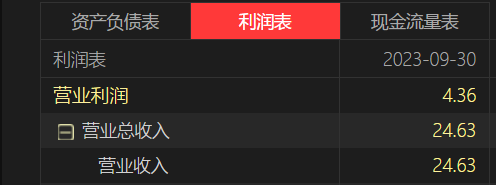 资产负债表 利润表 现金流量表
利润表 2023-09-30
营业利润 4.36
营业总收入 24.63
营业收入 24.63